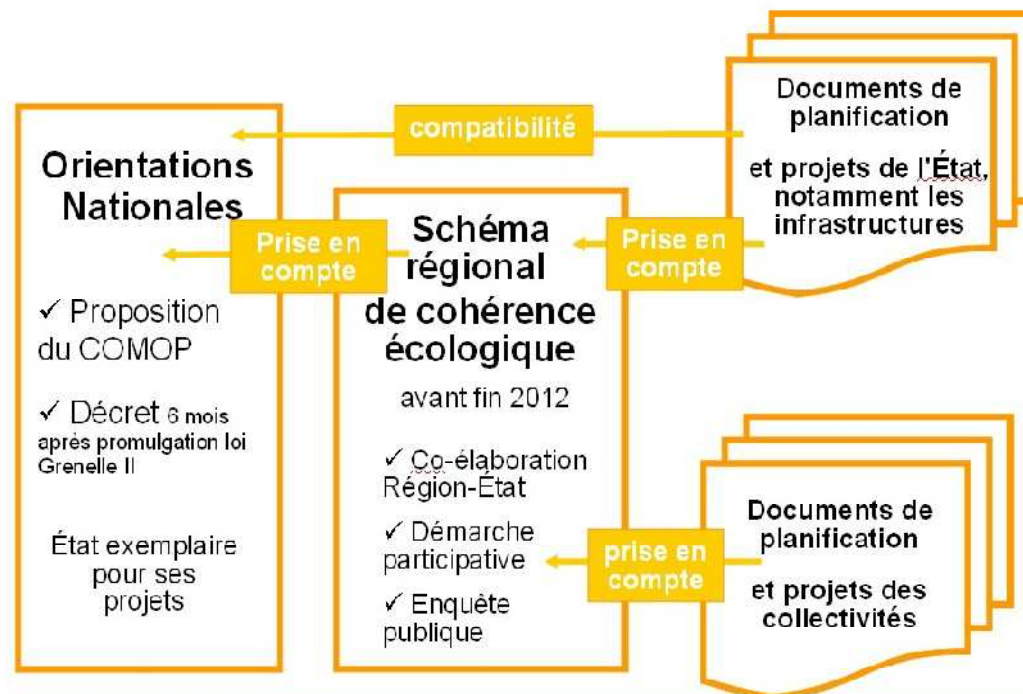 Orientations
Nationales
✓ Proposition
du COMOP
✓ Décret 6 mois
après promulgation loi
Grenelle II
État exemplaire
pour ses
projets
compatibilité
Prise en
compte
Schéma
régional
de cohérence
écologique
avant fin 2012
✓ Co-élaboration
Région-État
✓ Démarche
participative
✓ Enquête
publique
Prise en
compte
Documents de
planification
et projets de l'État,
notamment les
infrastructures
prise en
compte
Documents de
planification
et projets des
collectivités